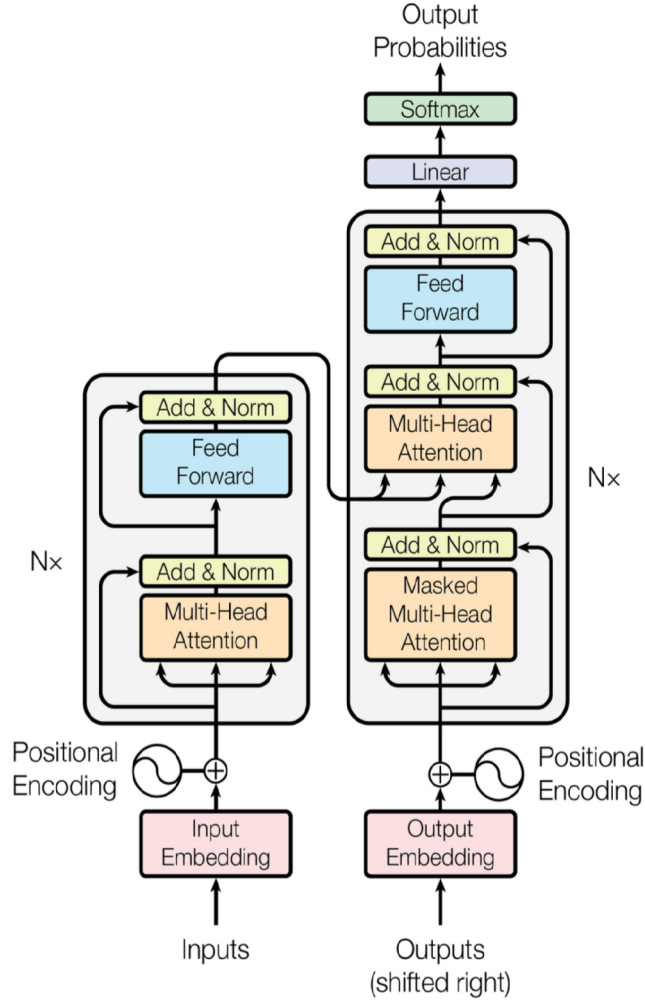 Output
Probabilities
Softmax
Linear
Add & Norm
Feed
Forward
Add & Norm
Multi-Head
Attention
Add & Norm
Masked
Multi-Head
Attention
Nx
Positional
Encoding
Output
Embedding
Outputs
(shifted right)
Add & Norm
Feed
Forward
Add & Norm
Multi-Head
Attention
Nx
Positional
Encoding
Input
Embedding
Inputs